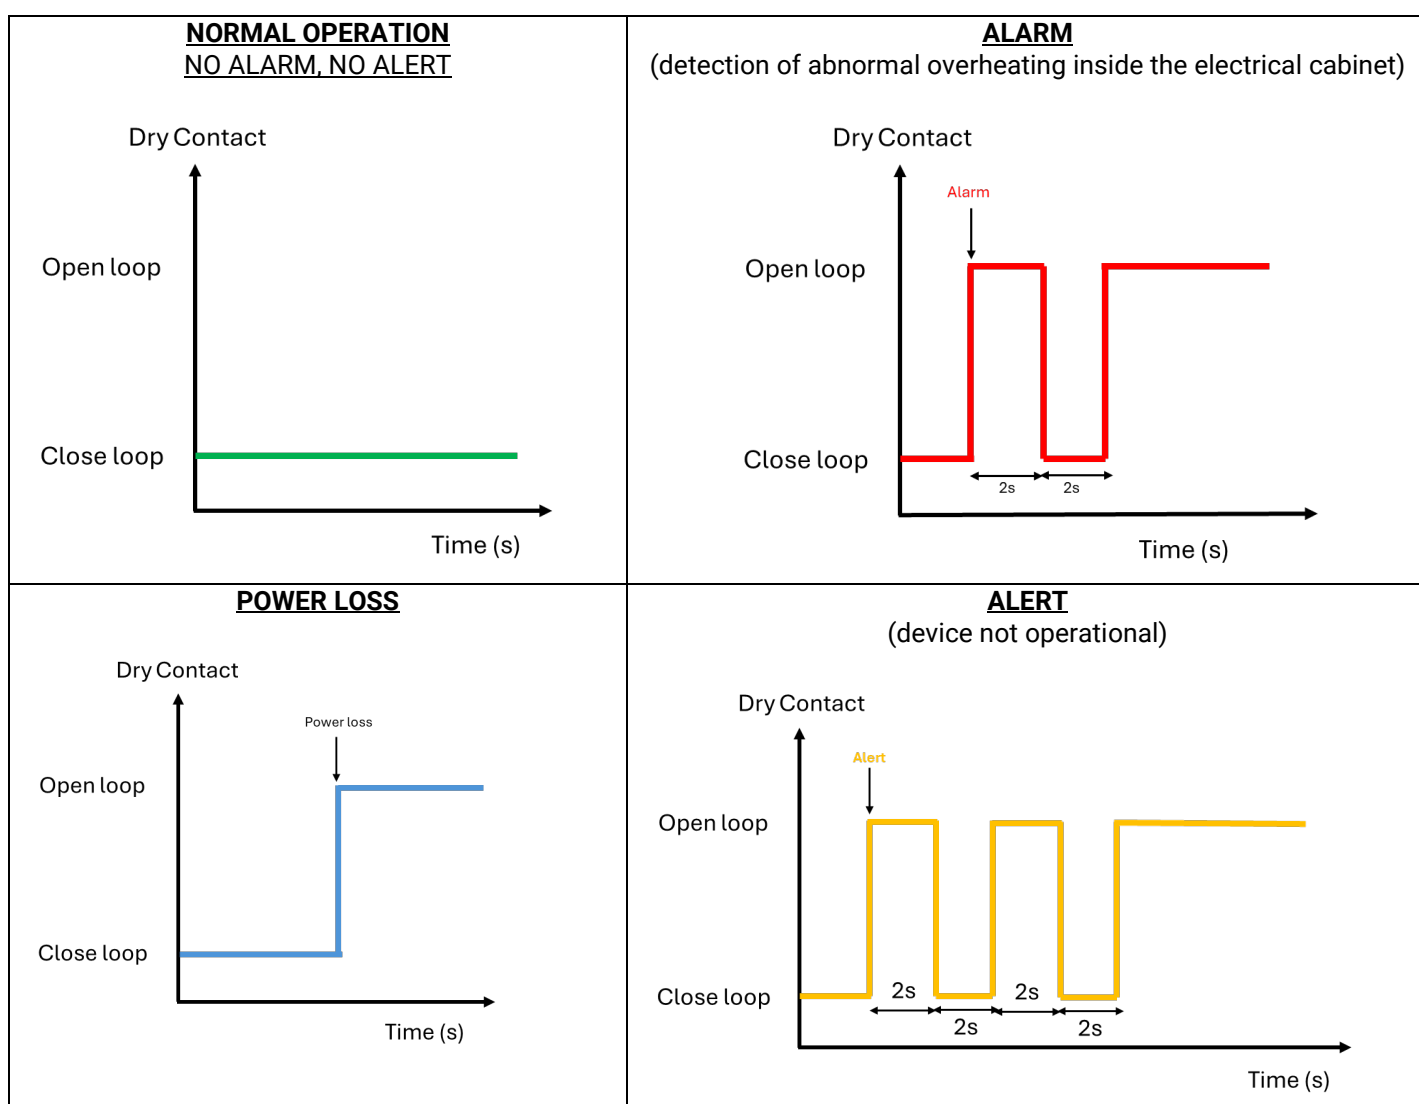 NORMAL OPERATION
NO ALARM, NO ALERT
Dry Contact
Open loop
Close loop
Time (s)
ALARM
(detection of abnormal overheating inside the electrical cabinet)
Dry Contact
Alarm
Open loop
Close loop
2s 2s
Time (s)
POWER LOSS
Dry Contact
Power loss
Open loop
Close loop
Time (s)
ALERT
(device not operational)
Dry Contact
Alert
Open loop
Close loop
2s 2s
2s 2s
Time (s)